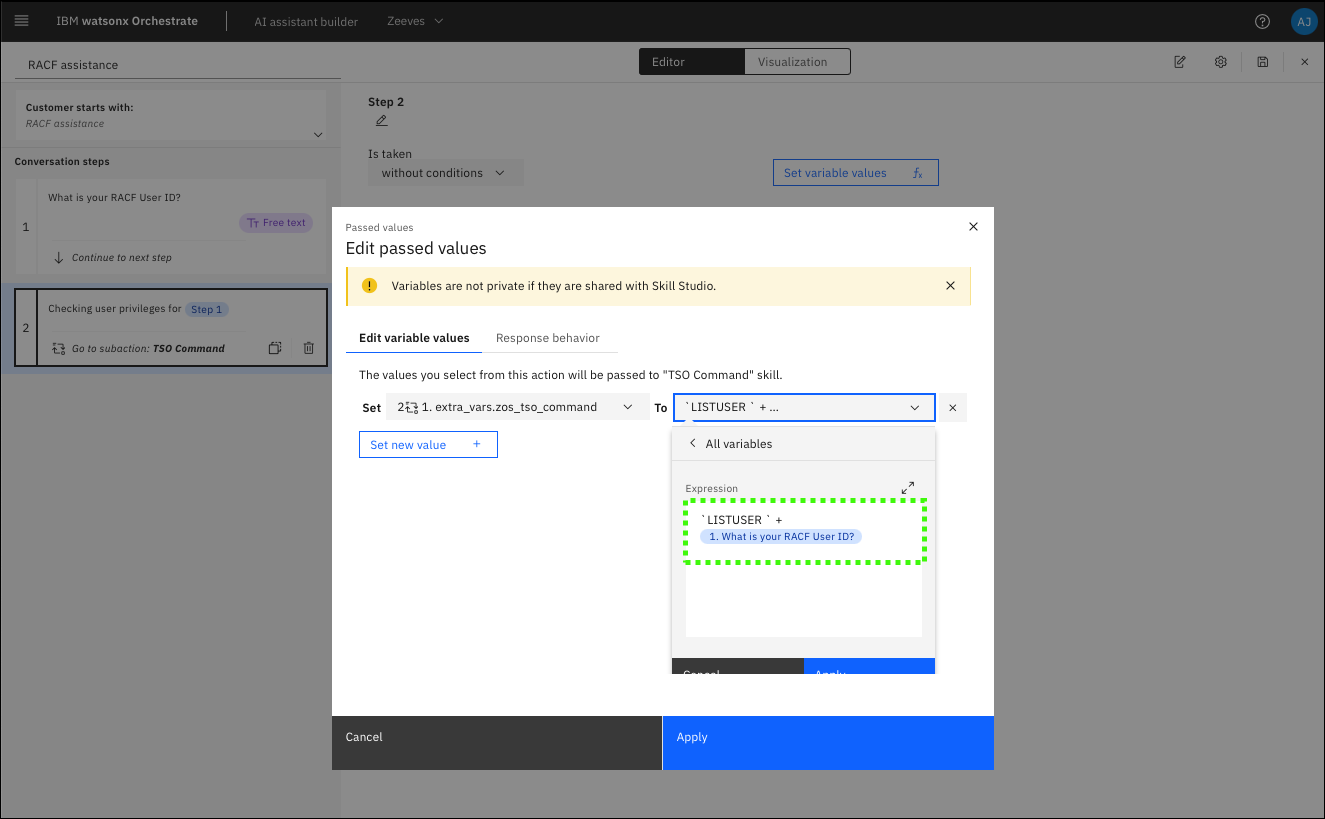 IBM watsonx Orchestrate
AI assistant builder
Zeeves
AJ
RACF assistance
Editor
Visualization
Customer starts with:
RACF assistance
Conversation steps
1
What is your RACF User ID?
Free text
Continue to next step
2
Checking user privileges for Step 1
Go to subaction: TSO Command
Step 2
Is taken
without conditions
Set variable values
Passed values
Edit passed values
Variables are not private if they are shared with Skill Studio.
Edit variable values
Response behavior
The values you select from this action will be passed to "TSO Command" skill.
Set 2 1. extra_vars.zos_tso_command To `LISTUSER ` + ...
Set new value +
All variables
Expression
`LISTUSER ` +
1. What is your RACF User ID?
Cancel
Apply
Cancel
Apply